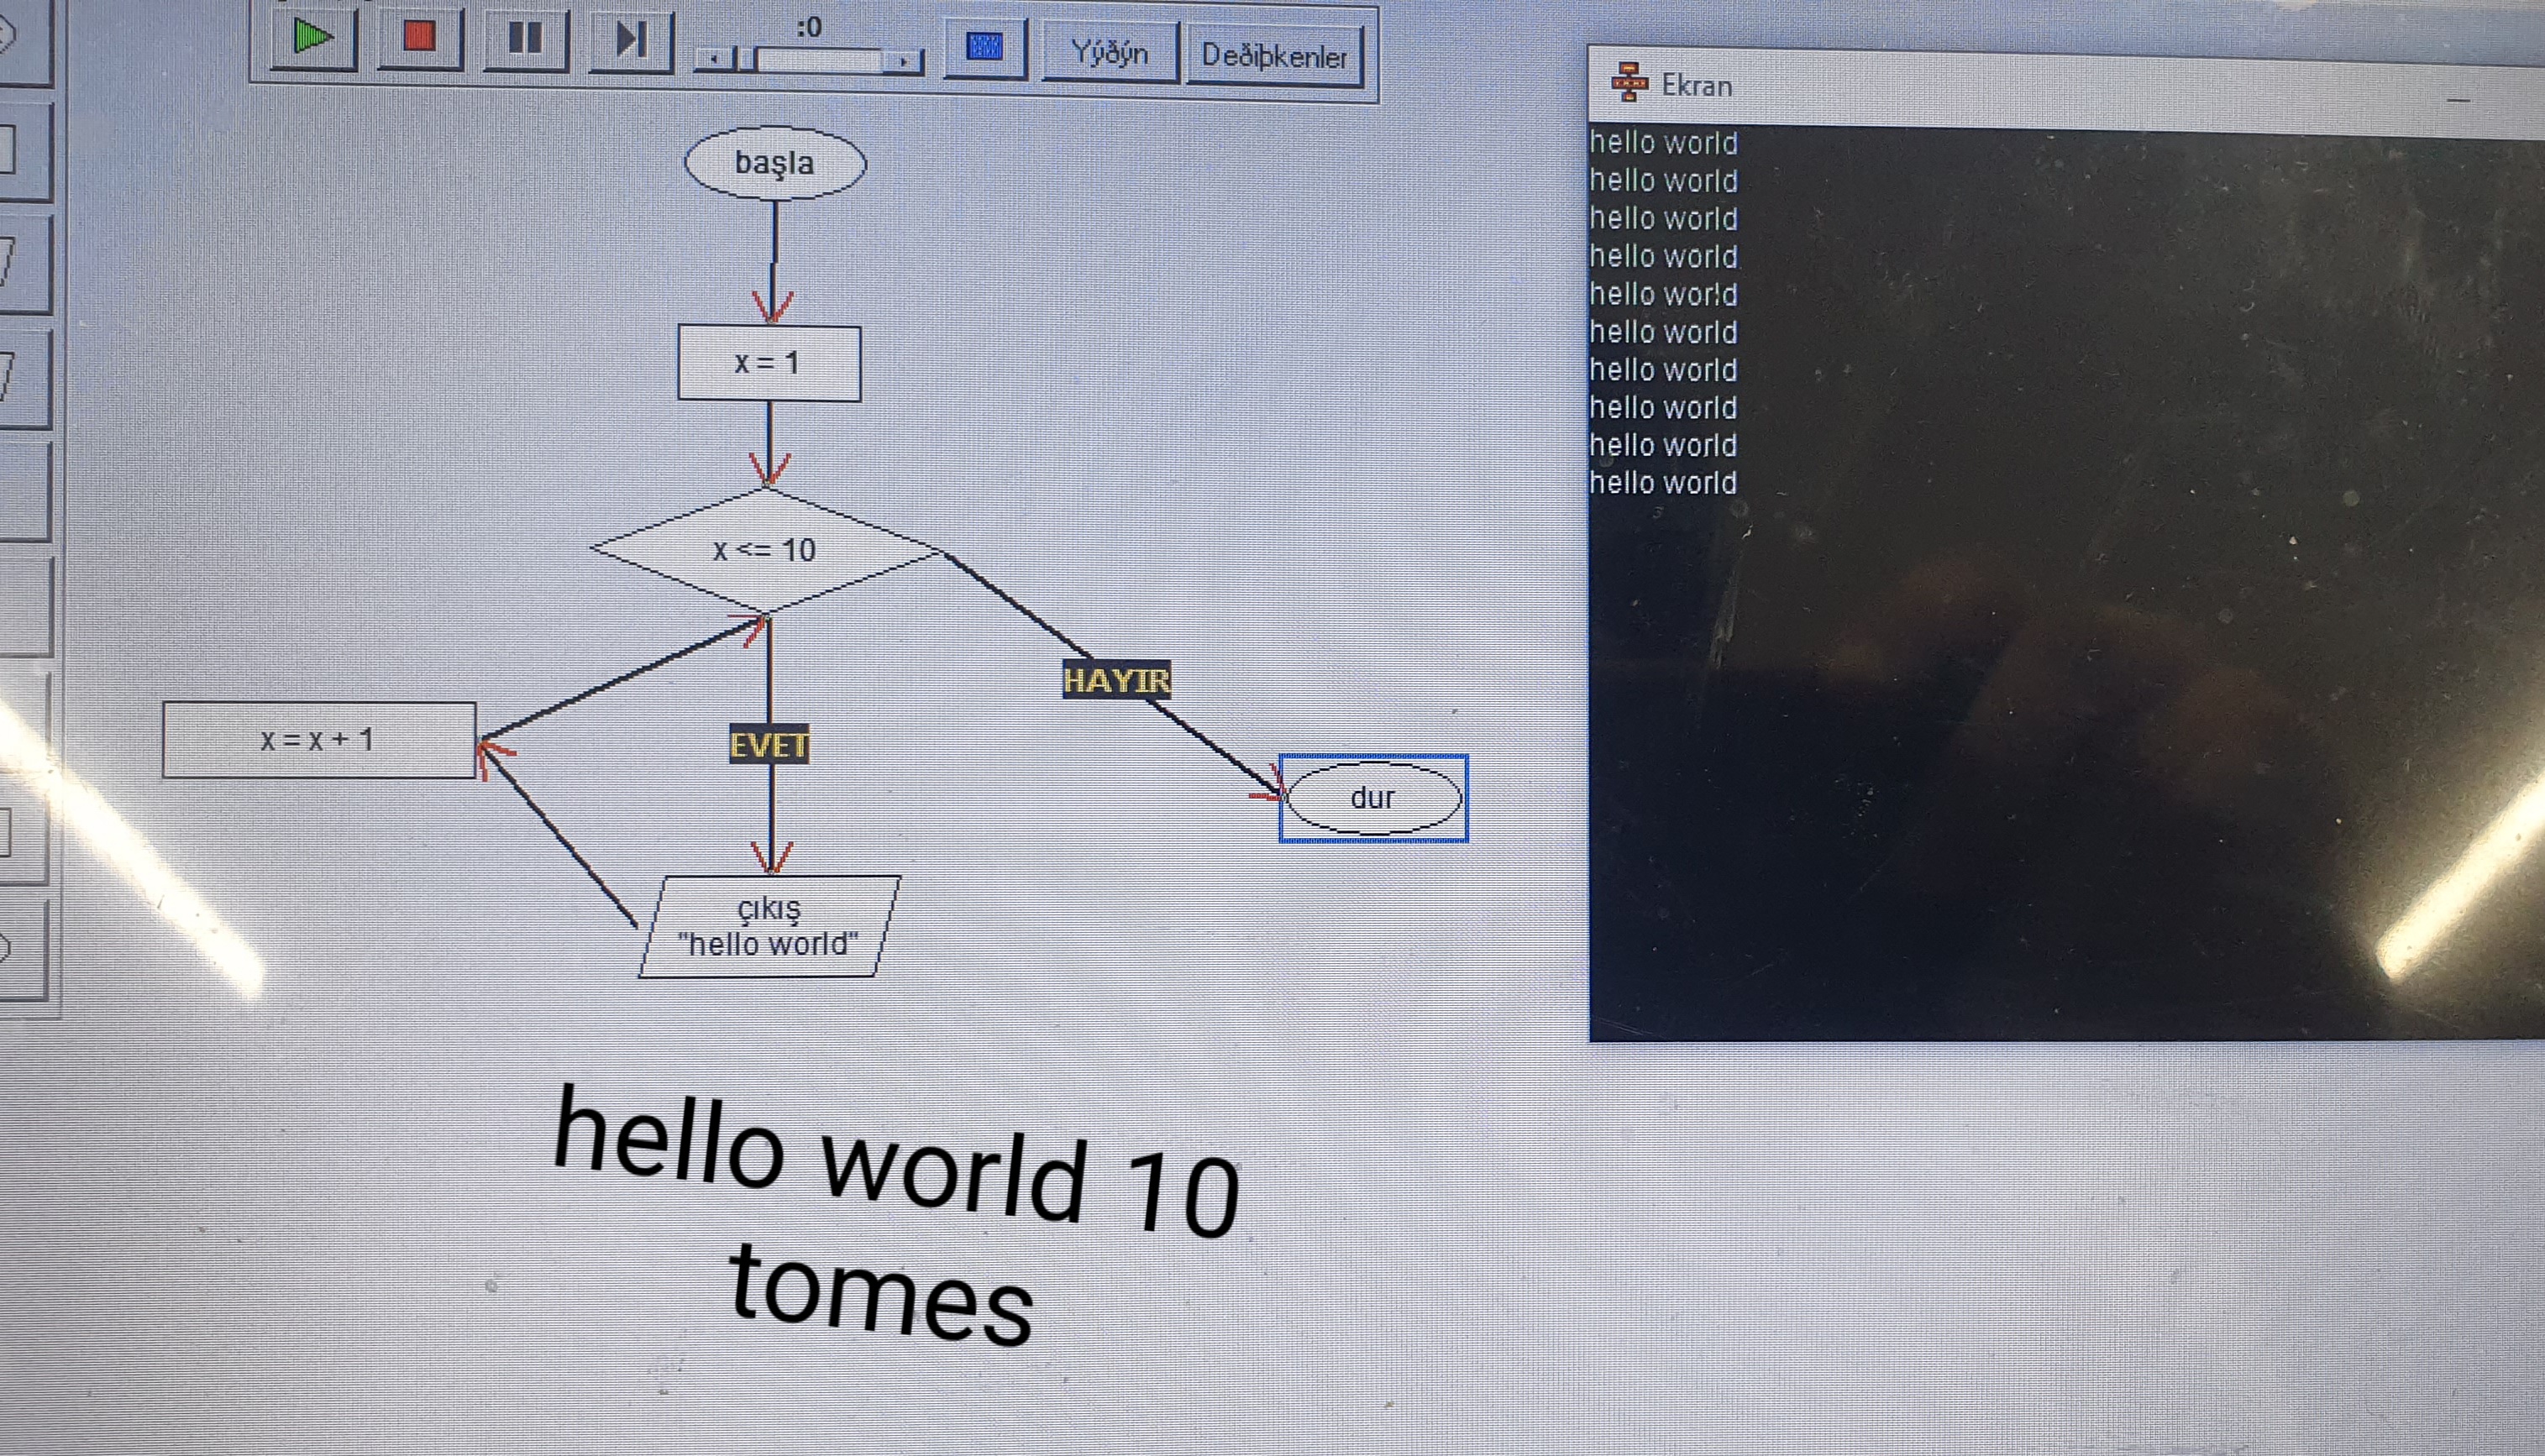 :0
Yýðýn
Deðiþkenler
Ekran
başla
x = 1
x <= 10
HAYIR
EVET
x = x + 1
dur
çıkış
"hello world"
hello world
hello world
hello world
hello world
hello world
hello world
hello world
hello world
hello world
hello world
hello world 10
tomes